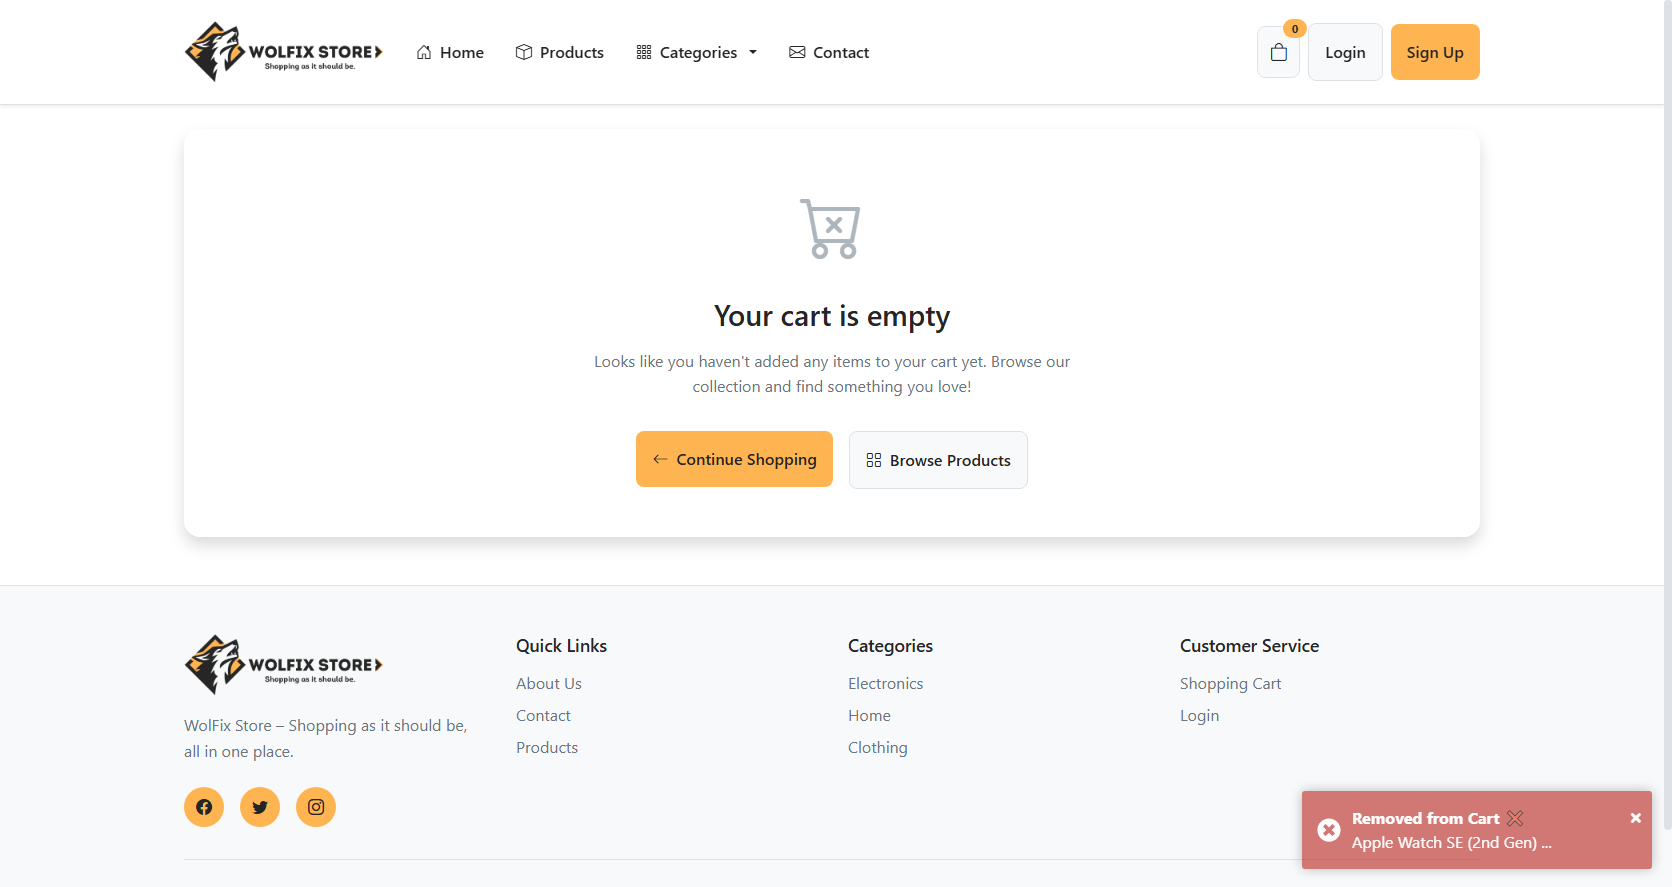 WOLFIX STORE
Shopping as it should be.
Home
Products
Categories
Contact
0
Login
Sign Up
Your cart is empty
Looks like you haven't added any items to your cart yet. Browse our
collection and find something you love!
Continue Shopping
Browse Products
WOLFIX STORE
Shopping as it should be.
WolFix Store – Shopping as it should be,
all in one place.
Quick Links
About Us
Contact
Products
Categories
Electronics
Home
Clothing
Customer Service
Shopping Cart
Login
Removed from Cart
Apple Watch SE (2nd Gen) ...